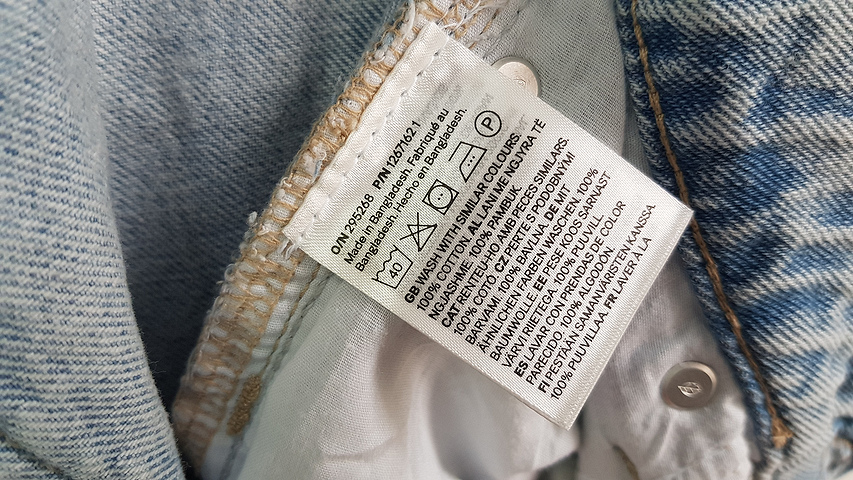 O/N 295268 P/N 1267162.1
Made in Bangladesh. Fabriqué au
Bangladesh. Hecho en Bangladesh.
40 P
GB WASH WITH SIMILAR COLOURS.
100% COTTON. AL LANI ME NGJYRA TË
NGJASHME. 100% PAMBUK
CAT RENTEU-HO AMB PECES SIMILARS.
100% COTÓ. CZ PERTE S PODOBNÝMI
BARVAMI. 100% BAVLNA. DE MIT
ÄHNLICHEN FARBEN WASCHEN. 100%
BAUMWOLLE. EE PESE KOOS SARNAST
VÄRVI RIIETEGA. 100% PUUVILL
ES LAVAR CON PRENDAS DE COLOR
PARECIDO. 100% ALGODÓN.
FI PESTÄÄN SAMANVÄRISTEN KANSSA.
100% PUUVILLAA. FR LAVER À LA